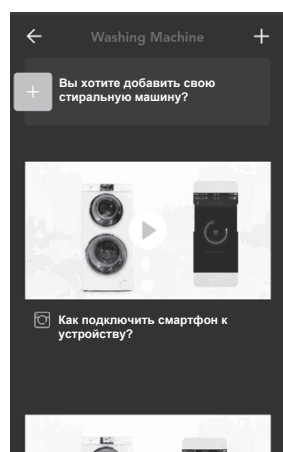 Washing Machine
Вы хотите добавить свою
стиральную машину?
Как подключить смартфон к
устройству?